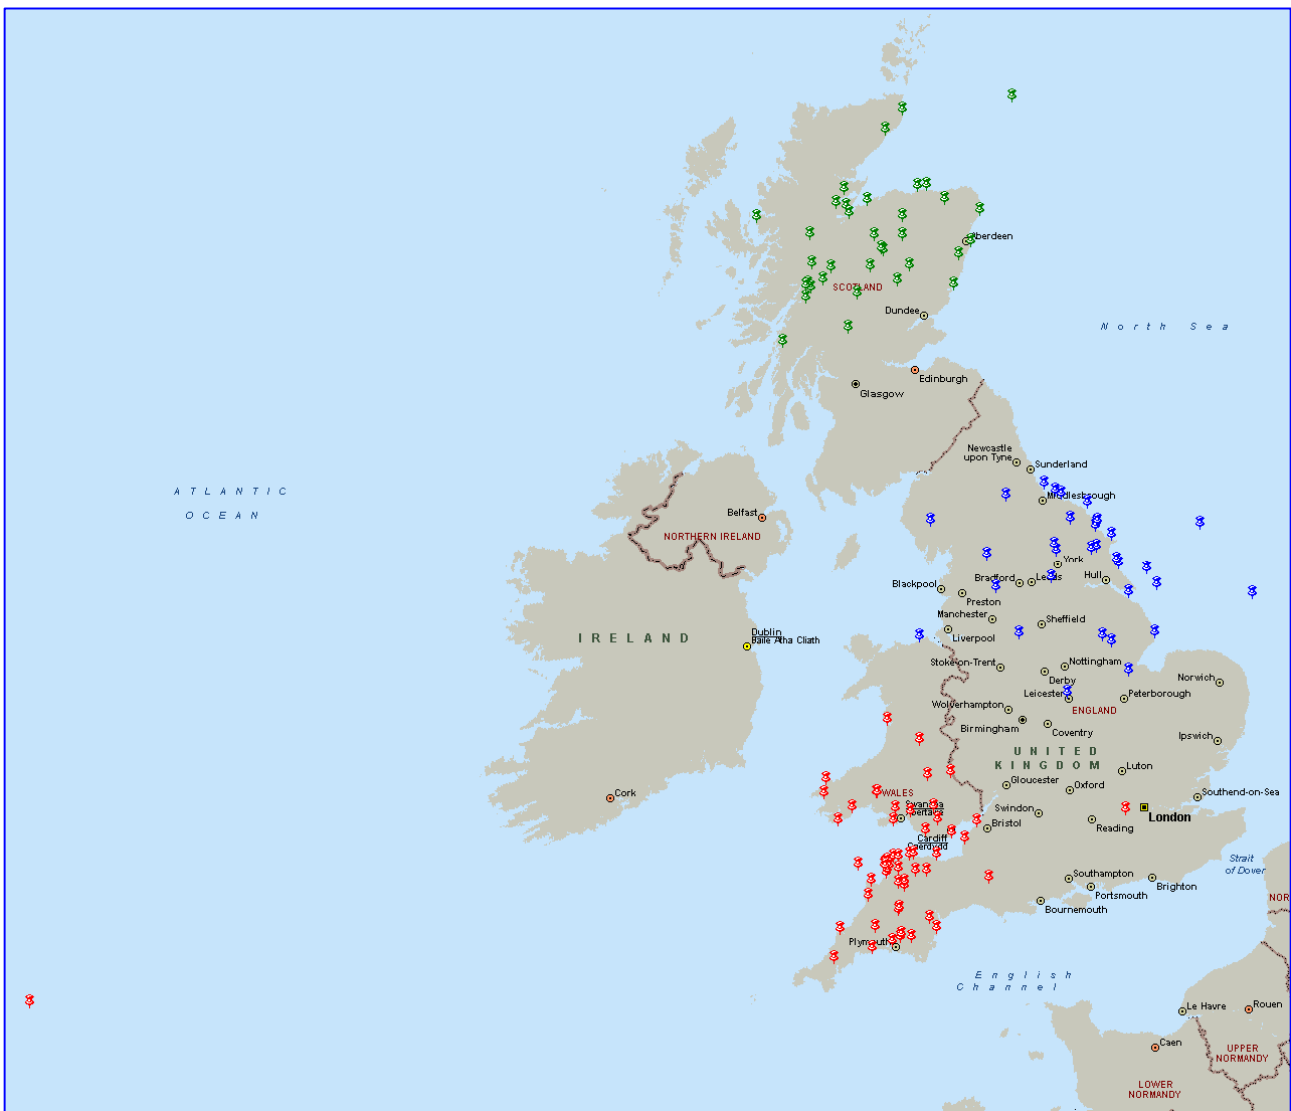 Aberdeen
SCOTLAND
Dundee
North Sea
Edinburgh
Glasgow
Newcastle
upon Tyne
Sunderland
ATLANTIC
OCEAN
Middlesbrough
Belfast
NORTHERN IRELAND
York
Bradford
Leeds
Hull
Blackpool
Preston
Manchester
Sheffield
Liverpool
Dublin
Baile Átha Cliath
IRELAND
Stoke-on-Trent
Nottingham
Derby
Norwich
Leicester
Peterborough
Wolverhampton
ENGLAND
Birmingham
Coventry
Ipswich
UNITED
KINGDOM
Luton
Gloucester
Oxford
WALES
Cork
Southend-on-Sea
Swansea
Abertawe
Swindon
London
Reading
Bristol
Cardiff
Caerdydd
Strait
of Dover
Southampton
Brighton
Portsmouth
Bournemouth
NOR
Plymouth
English
Channel
Le Havre
Rouen
Caen
UPPER
NORMANDY
LOWER
NORMANDY